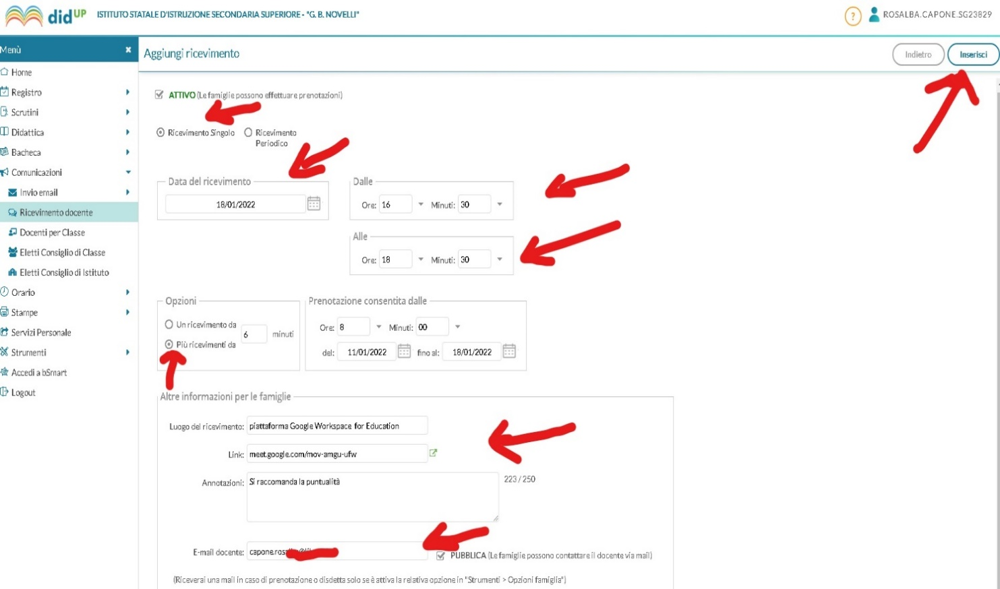 didUP ISTITUTO STATALE D'ISTRUZIONE SECONDARIA SUPERIORE - "G. B. NOVELLI"
? ROSALBA.CAPONE.SG23829
Menù x
Aggiungi ricevimento
Indietro Inserisci
Home
Registro
Scrutini
Didattica
Bacheca
Comunicazioni
Invio email
Ricevimento docente
Docenti per Classe
Eletti Consiglio di Classe
Eletti Consiglio di Istituto
Orario
Stampe
Servizi Personale
Strumenti
Accedi a bSmart
Logout
ATTIVO (Le famiglie possono effettuare prenotazioni)
Ricevimento Singolo Ricevimento
Periodico
Data del ricevimento
18/01/2022
Dalle
Ore: 16 Minuti: 30
Alle
Ore: 18 Minuti: 30
Opzioni
Un ricevimento da
Più ricevimenti da
6 minuti
Prenotazione consentita dalle
Ore: 8 Minuti: 00
del: 11/01/2022 fino al: 18/01/2022
Altre informazioni per le famiglie
Luogo del ricevimento: piattaforma Google Workspace for Education
Link: meet.google.com/mov-amgu-ufw
Annotazioni: Si raccomanda la puntualità
223 / 250
E-mail docente:
PUBBLICA (Le famiglie possono contattare il docente via mail)
(Riceverai una mail in caso di prenotazione o disdetta solo se è attiva la relativa opzione in "Strumenti > Opzioni famiglia")